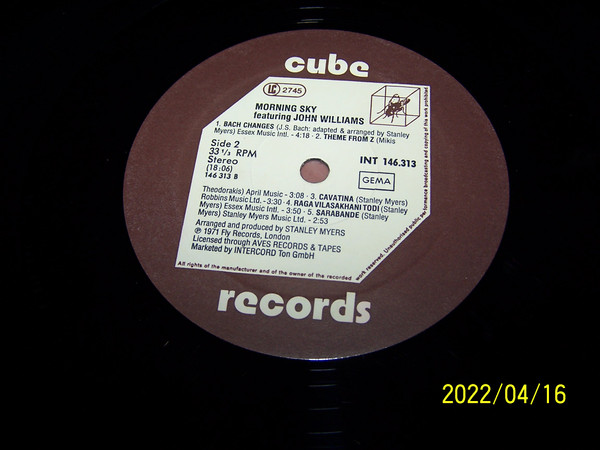 cube
LC 2745
MORNING SKY
featuring JOHN WILLIAMS
1. BACH CHANGES (J.S. Bach: adapted & arranged by Stanley
Myers) Essex Music Intl. - 4:18 · 2. THEME FROM Z (Mikis
Side 2
33 1/3 RPM
Stereo
(18:06)
146 313 B
INT 146.313
GEMA
Theodorakis) April Music - 3:08 · 3. CAVATINA (Stanley Myers)
Robbins Music Ltd. - 3:30 · 4. RAGA VILASAKHANI TODI (Stanley
Myers) Essex Music Intl. - 3:50 · 5. SARABANDE (Stanley
Myers) Stanley Myers Music Ltd. - 2:53
Arranged and produced by STANLEY MYERS
℗ 1971 Fly Records, London
Licensed through AVES RECORDS & TAPES
Marketed by INTERCORD Ton GmbH
All rights of the manufacturer and of the owner of the recorded work reserved. Unauthorised public performance broadcasting and copying of this work prohibited
records
2022/04/16